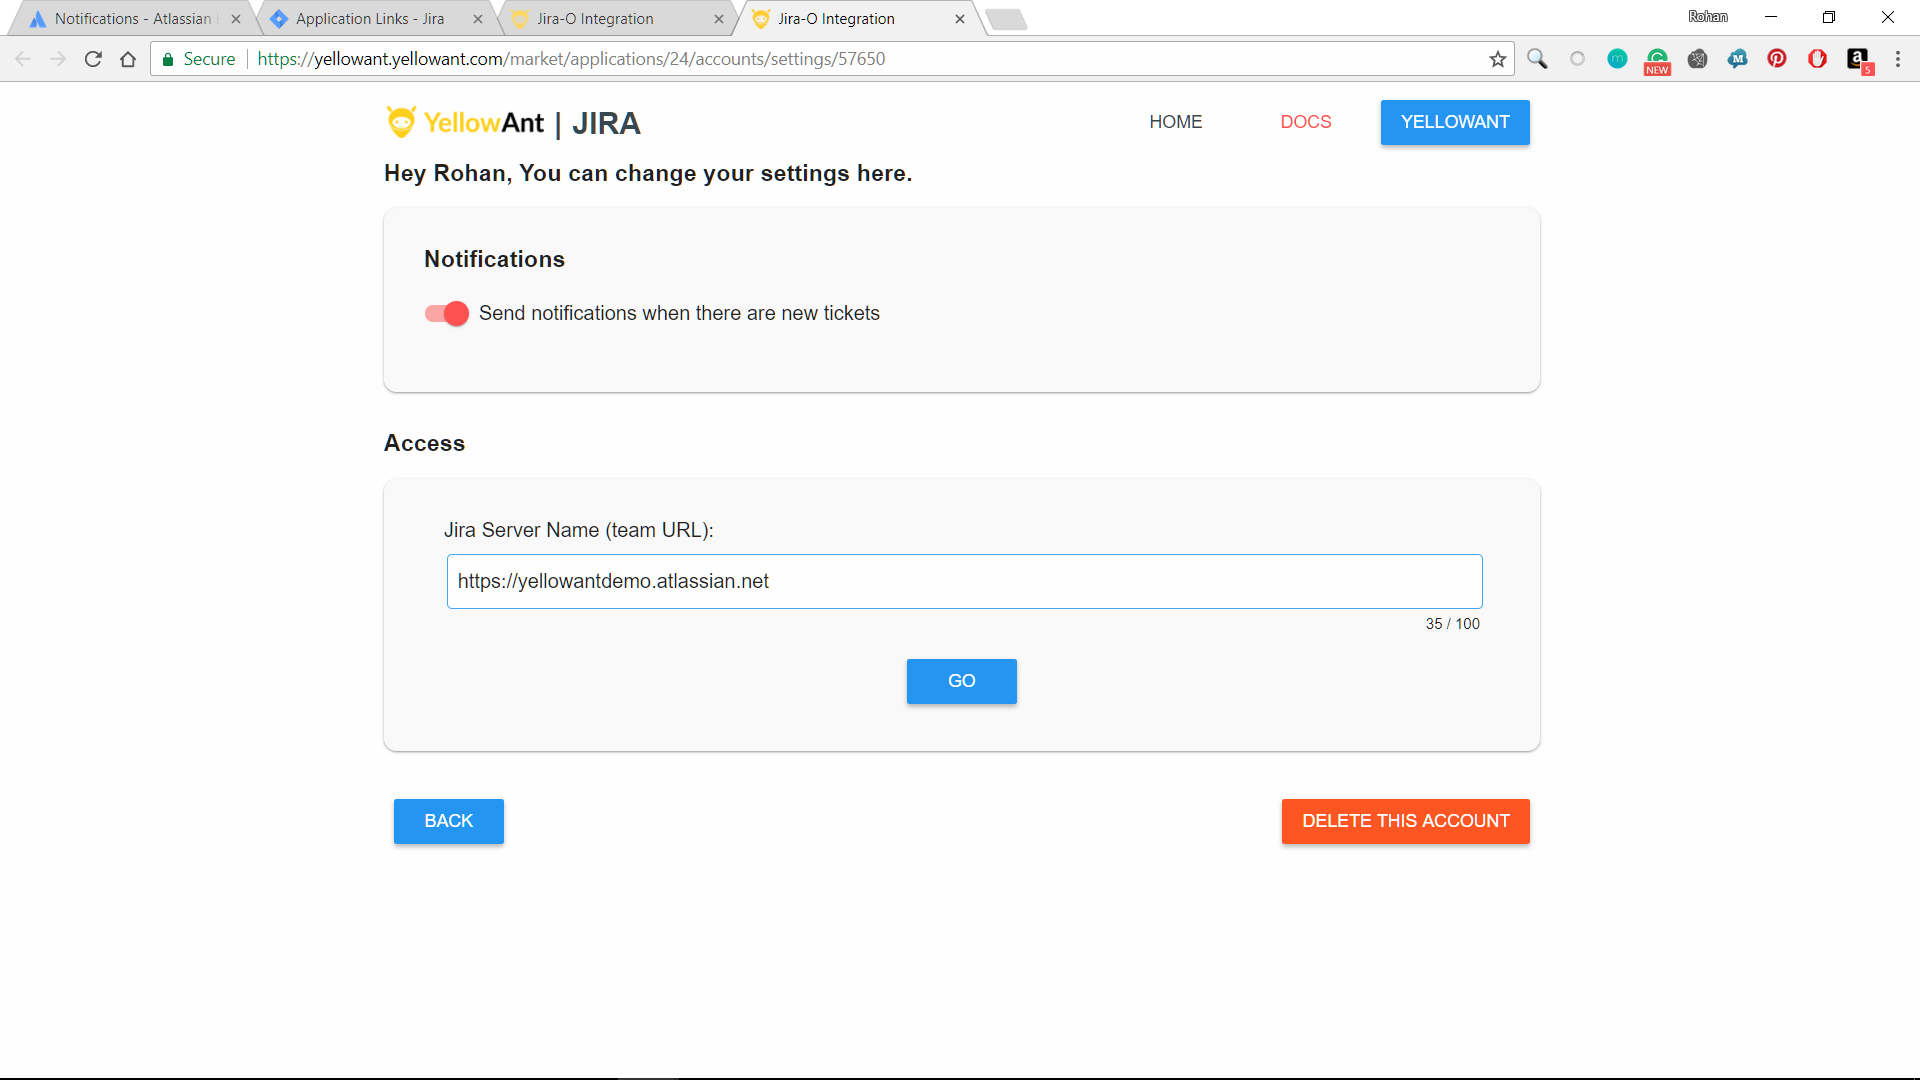 Notifications - Atlassian
Application Links - Jira
Jira-O Integration
Jira-O Integration
Rohan
Secure
https://yellowant.yellowant.com/market/applications/24/accounts/settings/57650
m
NEW
M
a
5
YellowAnt | JIRA
HOME
DOCS
YELLOWANT
Hey Rohan, You can change your settings here.
Notifications
Send notifications when there are new tickets
Access
Jira Server Name (team URL):
https://yellowantdemo.atlassian.net
35 / 100
GO
BACK
DELETE THIS ACCOUNT